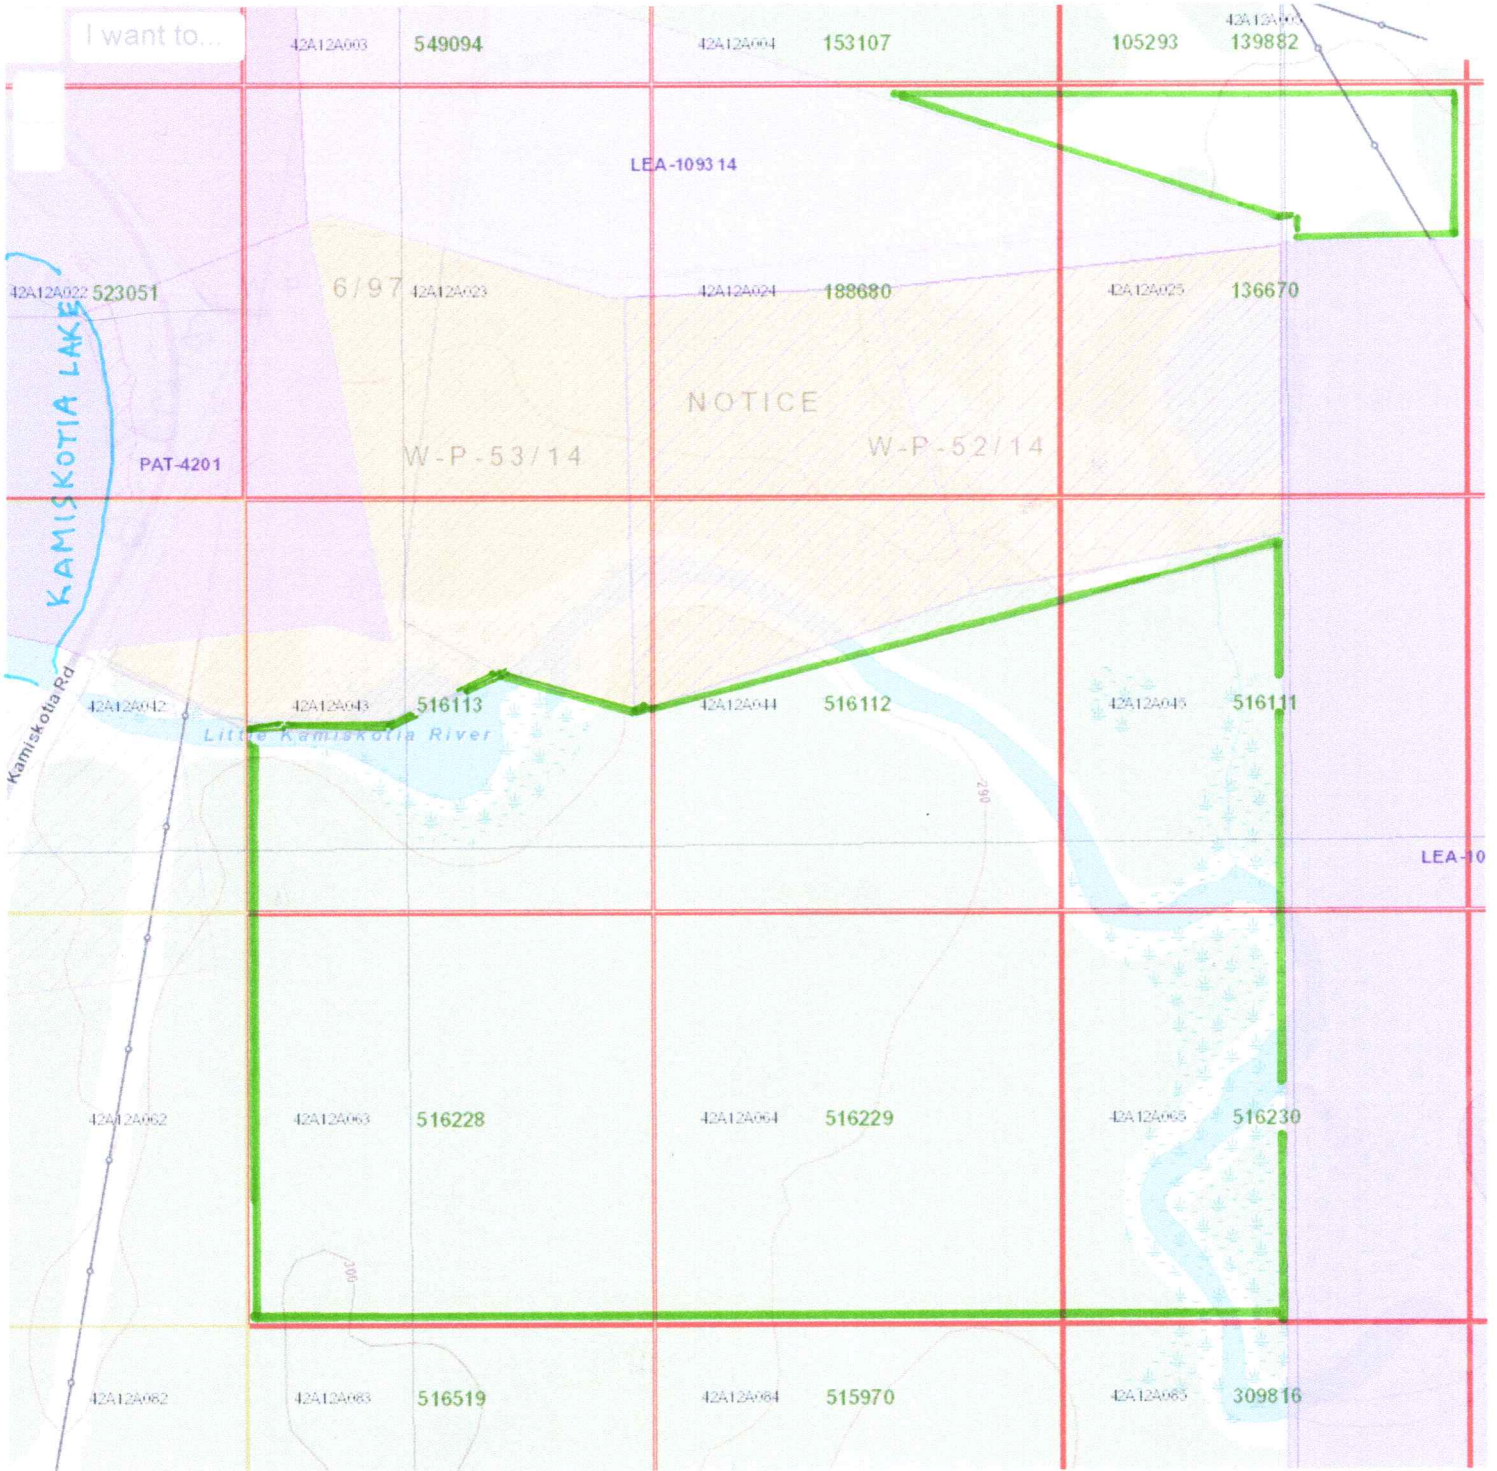 I want to...
42A12A003 549094
42A12A004 153107
42A12A005
105293 139882
LEA-109314
42A12A022 523051
6/97 42A12A023
42A12A024 188680
42A12A025 136670
KAMISKOTIA LAKE
NOTICE
W-P-53/14
W-P-52/14
PAT-4201
Kamiskotia Rd
42A12A042
42A12A043 516113
42A12A044 516112
42A12A045 516111
Little Kamiskotia River
290
LEA-10
42A12A062
42A12A063 516228
42A12A064 516229
42A12A065 516230
300
42A12A082
42A12A083 516519
42A12A084 515970
42A12A085 309816